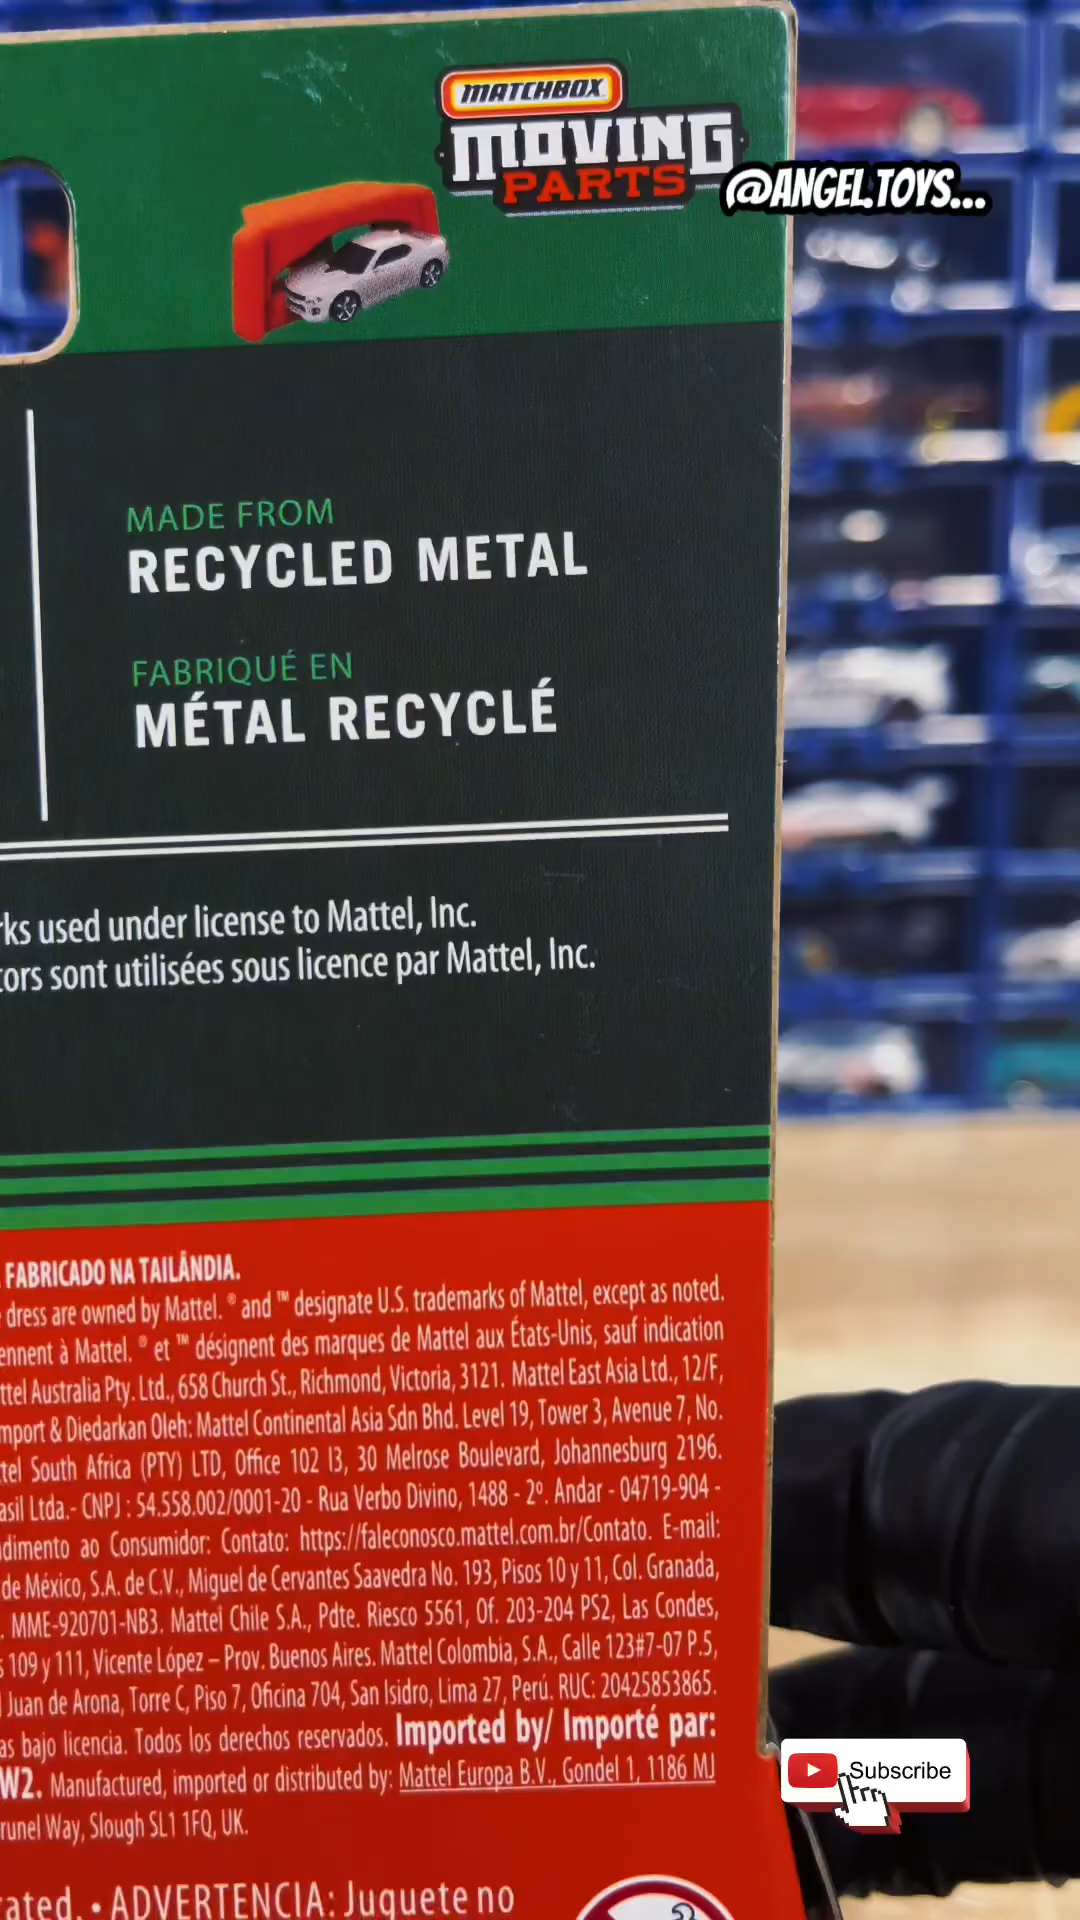 MATCHBOX
MOVING
PARTS
@ANGEL.TOYS...
MADE FROM
RECYCLED METAL
FABRIQUÉ EN
MÉTAL RECYCLÉ
rks used under license to Mattel, Inc.
tors sont utilisées sous licence par Mattel, Inc.
. FABRICADO NA TAILÂNDIA.
e dress are owned by Mattel. ® and ™ designate U.S. trademarks of Mattel, except as noted.
ennent à Mattel. ® et ™ désignent des marques de Mattel aux États-Unis, sauf indication
ttel Australia Pty. Ltd., 658 Church St., Richmond, Victoria, 3121. Mattel East Asia Ltd., 12/F,
mport & Diedarkan Oleh: Mattel Continental Asia Sdn Bhd. Level 19, Tower 3, Avenue 7, No.
tel South Africa (PTY) LTD, Office 102 I3, 30 Melrose Boulevard, Johannesburg 2196.
asil Ltda.- CNPJ : 54.558.002/0001-20 - Rua Verbo Divino, 1488 - 2º. Andar - 04719-904 -
dimento ao Consumidor: Contato: https://faleconosco.mattel.com.br/Contato. E-mail:
de México, S.A. de C.V., Miguel de Cervantes Saavedra No. 193, Pisos 10 y 11, Col. Granada,
. MME-920701-NB3. Mattel Chile S.A., Pdte. Riesco 5561, Of. 203-204 PS2, Las Condes,
s 109 y 111, Vicente López – Prov. Buenos Aires. Mattel Colombia, S.A., Calle 123#7-07 P.5,
l Juan de Arona, Torre C, Piso 7, Oficina 704, San Isidro, Lima 27, Perú. RUC: 20425853865.
as bajo licencia. Todos los derechos reservados. Imported by/ Importé par:
W2. Manufactured, imported or distributed by: Mattel Europa B.V., Gondel 1, 1186 MJ
runel Way, Slough SL1 1FQ, UK.
Subscribe
rated. • ADVERTENCIA: Juguete no